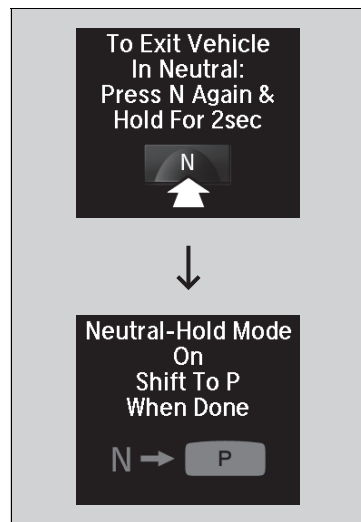 To Exit Vehicle
In Neutral:
Press N Again &
Hold For 2sec
N
Neutral-Hold Mode
On
Shift To P
When Done
N P